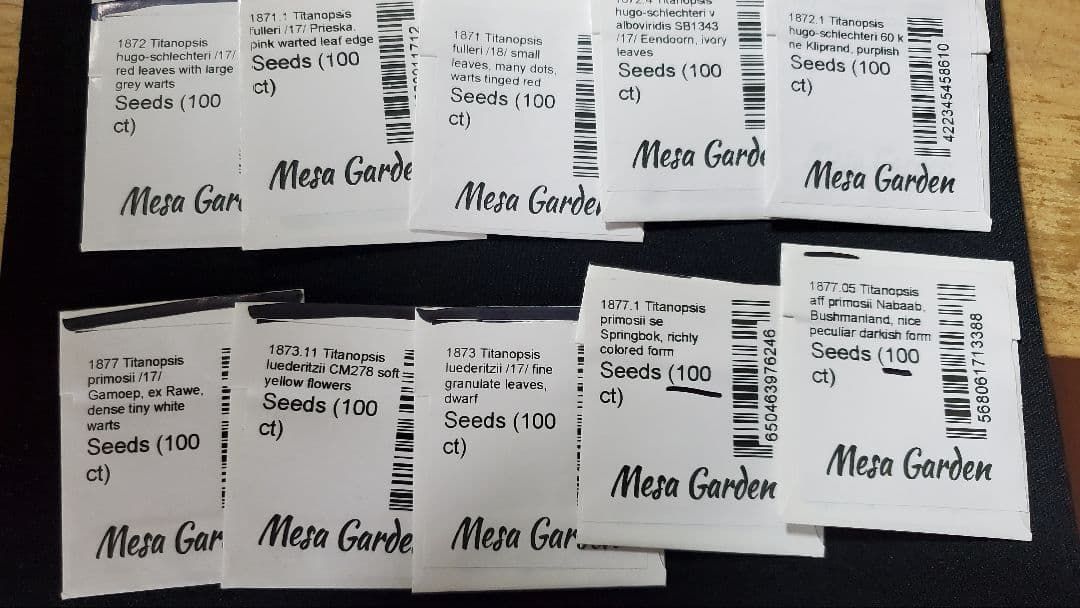 1872 Titanopsis
hugo-schlechteri /17/
red leaves with large
grey warts
Seeds (100
ct)
Mesa Gar
1871.1 Titanopsis
fulleri /17/ Prieska.
pink warted leaf edge
Seeds (100
ct)
Mesa Garde
1871 Titanopsis
fulleri /18/ small
leaves, many dots,
warts tinged red
Seeds (100
ct)
Mesa Garden
Titanopsis
hugo-schlechteri v
alboviridis SB1343
/17/ Eendoorn, ivory
leaves
Seeds (100
ct)
Mesa Garde
1872.1 Titanopsis
hugo-schlechteri 60 k
ne Kliprand, purplish
Seeds (100
ct)
422345458610
Mesa Garden
1877 Titanopsis
primosii /17/
Gamoep, ex Rawe,
dense tiny white
warts
Seeds (100
ct)
Mesa Gar
1873.11 Titanopsis
luederitzii CM278 soft
yellow flowers
Seeds (100
ct)
Mesa Garde
1873 Titanopsis
luederitzii /17/ fine
granulate leaves,
dwarf
Seeds (100
ct)
Mesa Gar
1877.1 Titanopsis
primosii se
Springbok, richly
colored form
Seeds (100
ct)
650463976246
Mesa Garden
1877.05 Titanopsis
aff primosii Nabaab,
Bushmanland, nice
peculiar darkish form
Seeds (100
ct)
568061713388
Mesa Garden